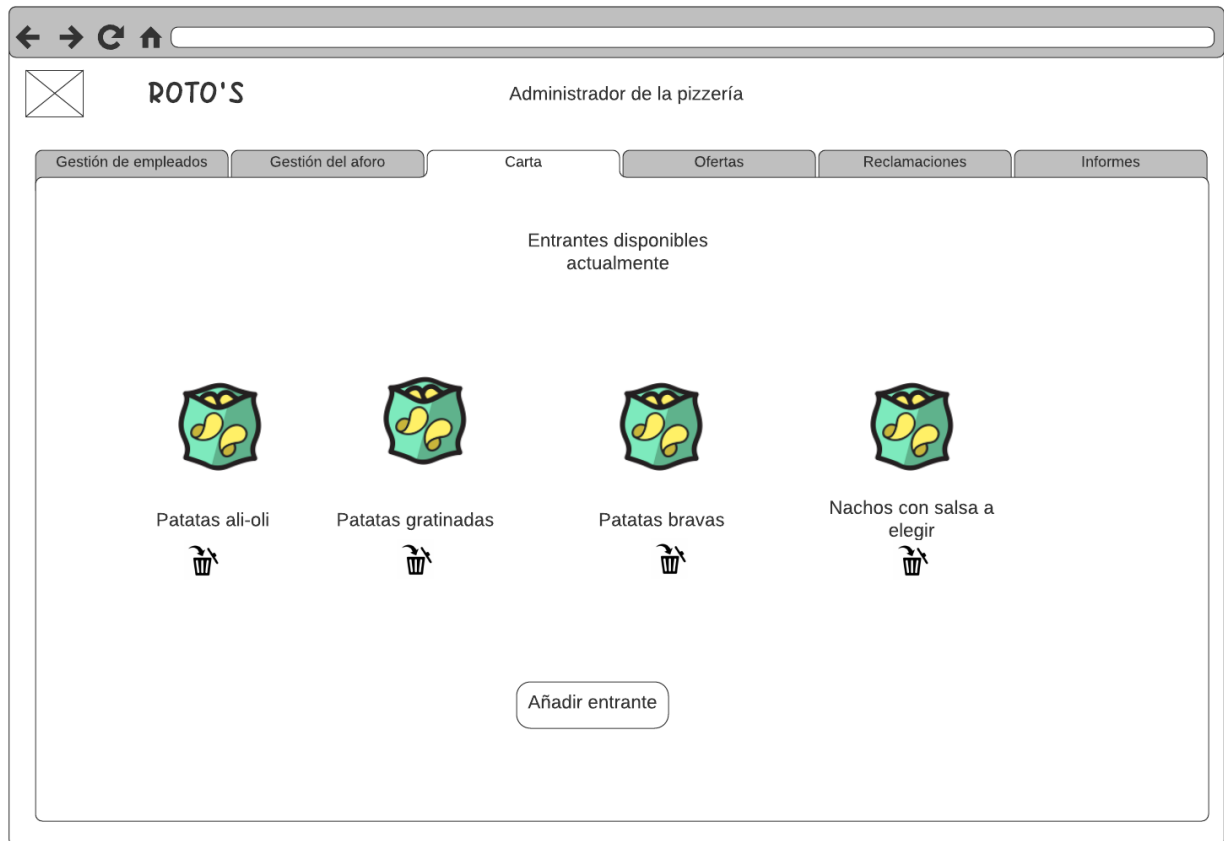 ROTO'S
Administrador de la pizzería
Gestión de empleados
Gestión del aforo
Carta
Ofertas
Reclamaciones
Informes
Entrantes disponibles
actualmente
Patatas ali-oli
Patatas gratinadas
Patatas bravas
Nachos con salsa a
elegir
Añadir entrante